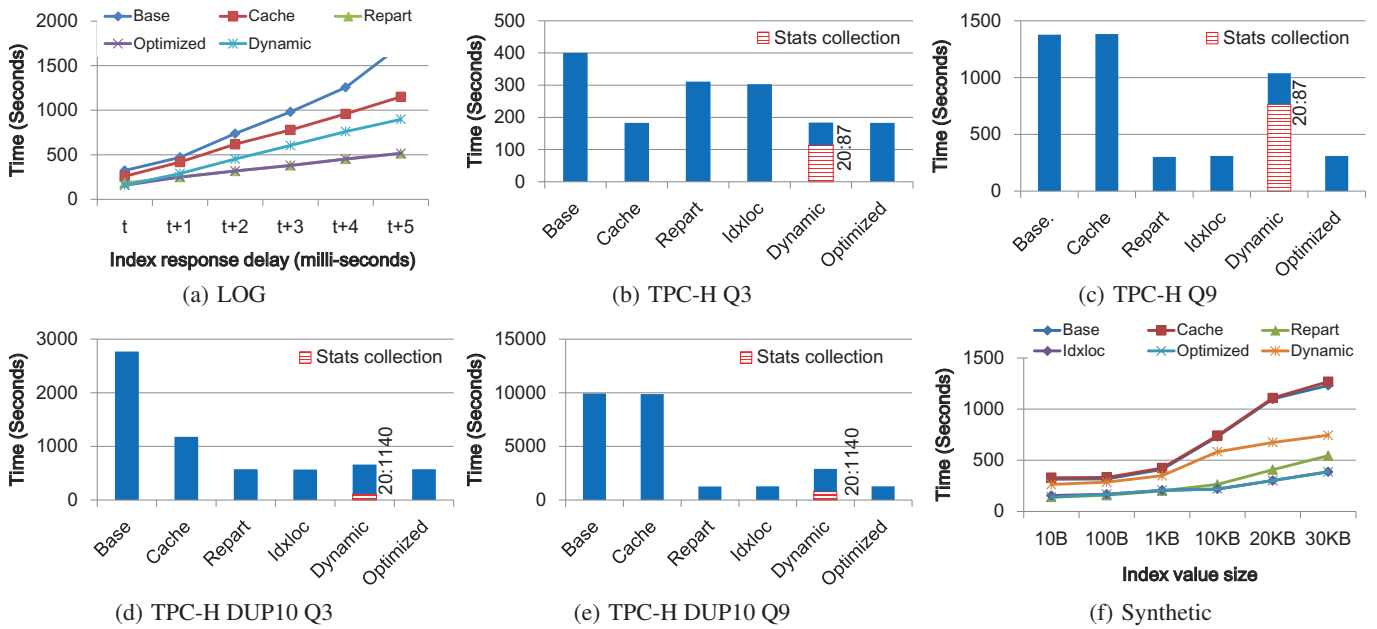 Base
Cache
Repart
Optimized
Dynamic
Time (Seconds)
2000
1500
1000
500
0
t
t+1
t+2
t+3
t+4
t+5
Index response delay (milli-seconds)
(a) LOG
Time (Seconds)
500
400
300
200
100
0
Stats collection
20:87
Base
Cache
Repart
Idxloc
Dynamic
Optimized
(b) TPC-H Q3
Time (Seconds)
1500
1000
500
0
Stats collection
20:87
Base.
Cache
Repart
Idxloc
Dynamic
Optimized
(c) TPC-H Q9
Time (Seconds)
3000
2000
1000
0
Stats collection
20:1140
Base
Cache
Repart
Idxloc
Dynamic
Optimized
(d) TPC-H DUP10 Q3
Time (Seconds)
15000
10000
5000
0
Stats collection
20:1140
Base
Cache
Repart
Idxloc
Dynamic
Optimized
(e) TPC-H DUP10 Q9
Base
Cache
Repart
Idxloc
Optimized
Dynamic
Time (Seconds)
1500
1000
500
0
10B
100B
1KB
10KB
20KB
30KB
Index value size
(f) Synthetic